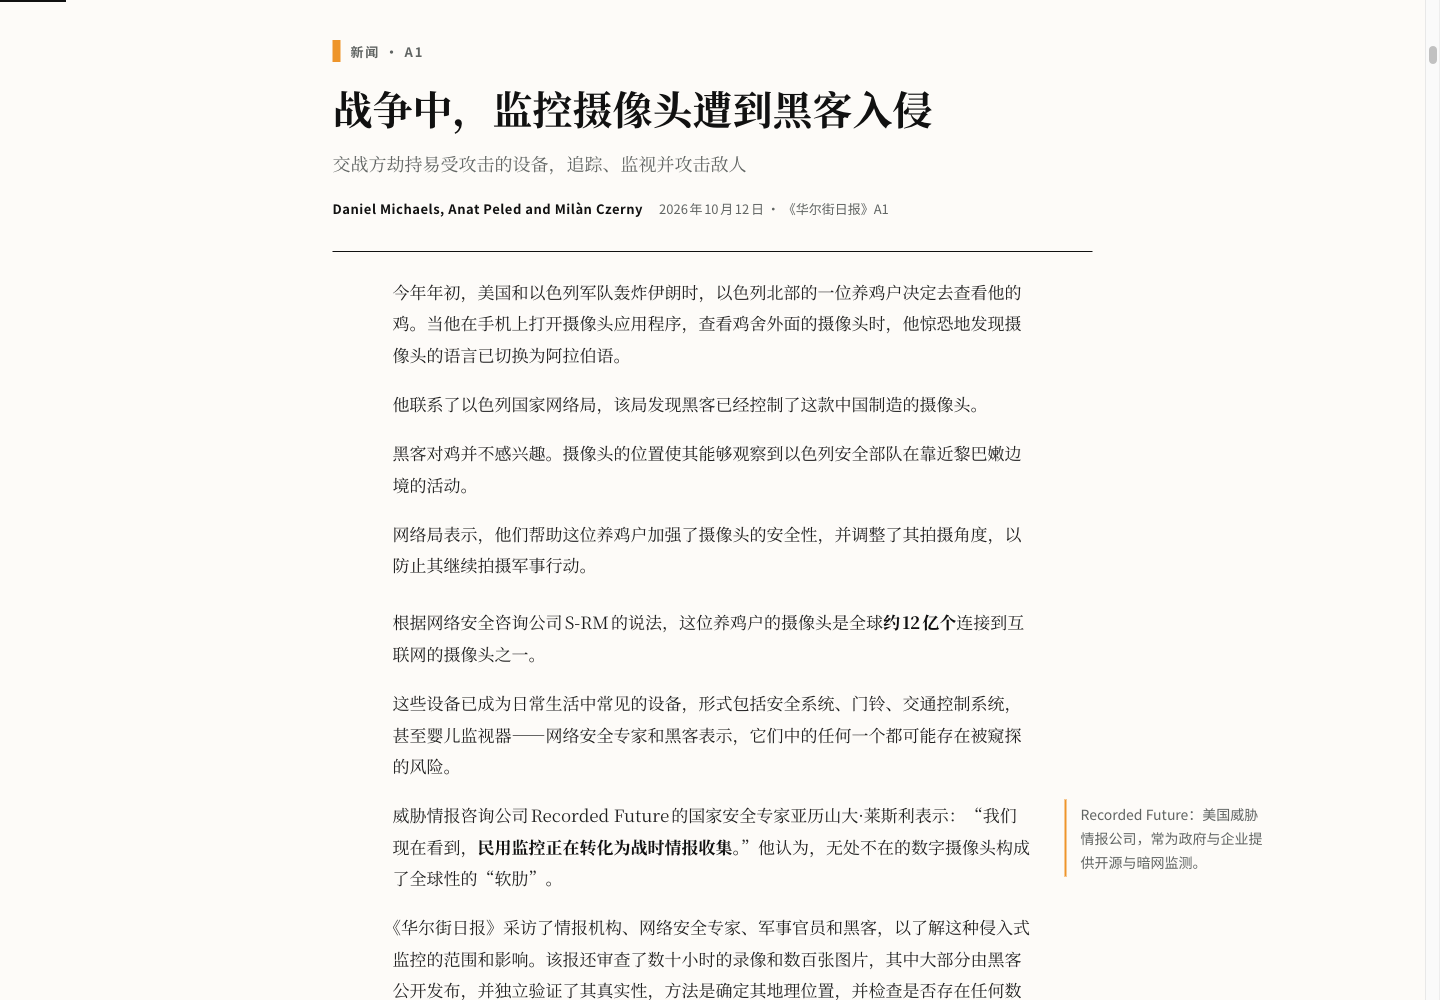 新闻 · A1
战争中，监控摄像头遭到黑客入侵
交战方劫持易受攻击的设备，追踪、监视并攻击敌人
Daniel Michaels, Anat Peled and Milàn Czerny 2026年10月12日 · 《华尔街日报》A1
今年年初，美国和以色列军队轰炸伊朗时，以色列北部的一位养鸡户决定去查看他的
鸡。当他在手机上打开摄像头应用程序，查看鸡舍外面的摄像头时，他惊恐地发现摄
像头的语言已切换为阿拉伯语。
他联系了以色列国家网络局，该局发现黑客已经控制了这款中国制造的摄像头。
黑客对鸡并不感兴趣。摄像头的位置使其能够观察到以色列安全部队在靠近黎巴嫩边
境的活动。
网络局表示，他们帮助这位养鸡户加强了摄像头的安全性，并调整了其拍摄角度，以
防止其继续拍摄军事行动。
根据网络安全咨询公司S-RM的说法，这位养鸡户的摄像头是全球约12亿个连接到互
联网的摄像头之一。
这些设备已成为日常生活中常见的设备，形式包括安全系统、门铃、交通控制系统，
甚至婴儿监视器——网络安全专家和黑客表示，它们中的任何一个都可能存在被窥探
的风险。
威胁情报咨询公司Recorded Future的国家安全专家亚历山大·莱斯利表示：“我们
现在看到，民用监控正在转化为战时情报收集。”他认为，无处不在的数字摄像头构成
了全球性的“软肋”。
Recorded Future：美国威胁
情报公司，常为政府与企业提
供开源与暗网监测。
《华尔街日报》采访了情报机构、网络安全专家、军事官员和黑客，以了解这种侵入式
监控的范围和影响。该报还审查了数十小时的录像和数百张图片，其中大部分由黑客
公开发布，并独立验证了其真实性，方法是确定其地理位置，并检查是否存在任何数